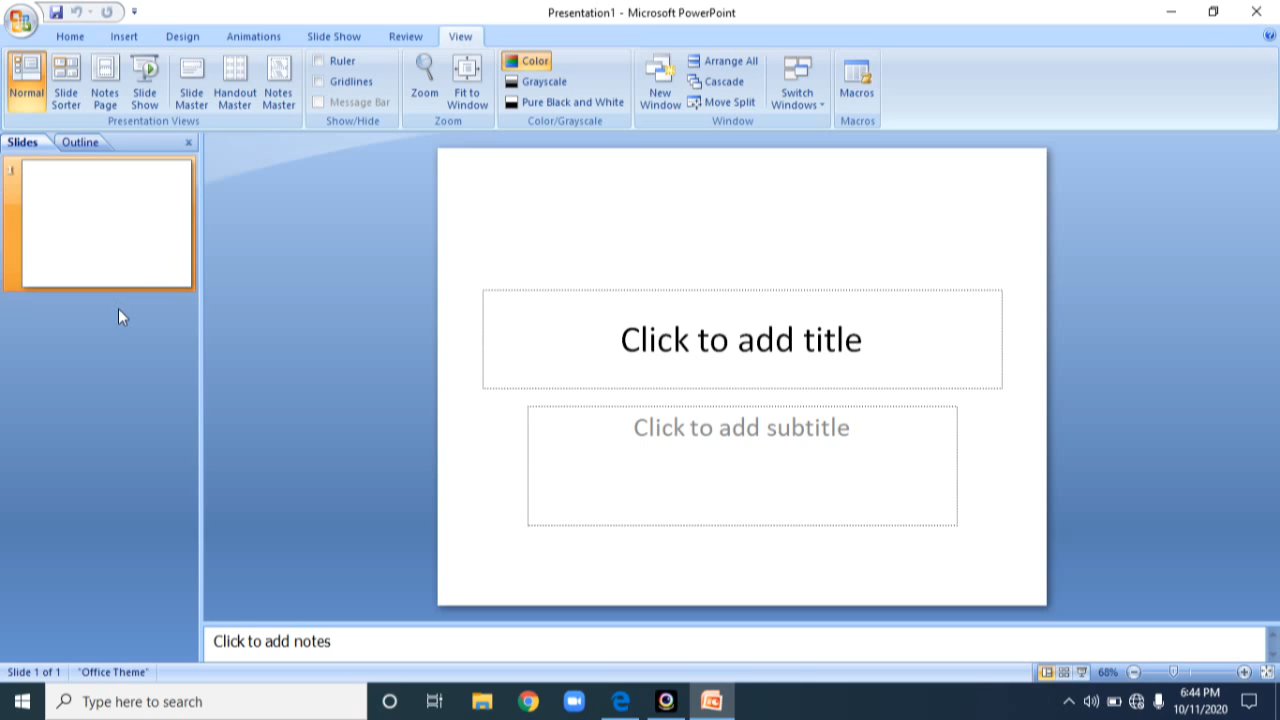 Presentation1 - Microsoft PowerPoint
Home Insert Design Animations Slide Show Review View
Normal Slide Sorter Notes Page Slide Show Slide Master Handout Master Notes Master
Presentation Views
Ruler
Gridlines
Message Bar
Show/Hide
Zoom Fit to Window
Zoom
Color
Grayscale
Pure Black and White
Color/Grayscale
New Window
Arrange All
Cascade
Move Split
Switch Windows
Window
Macros
Macros
Slides Outline
1
Click to add title
Click to add subtitle
Click to add notes
Slide 1 of 1 "Office Theme" 68%
Type here to search
6:44 PM
10/11/2020